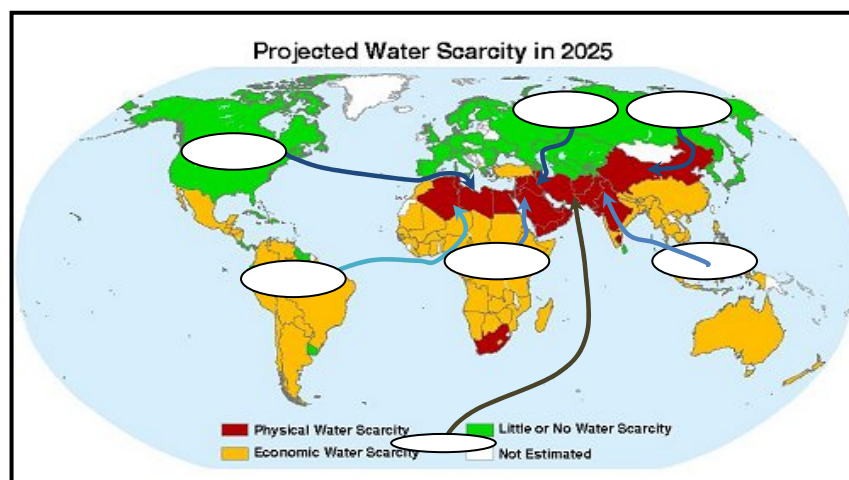 Projected Water Scarcity in 2025
Physical Water Scarcity
Little or No Water Scarcity
Economic Water Scarcity
Not Estimated